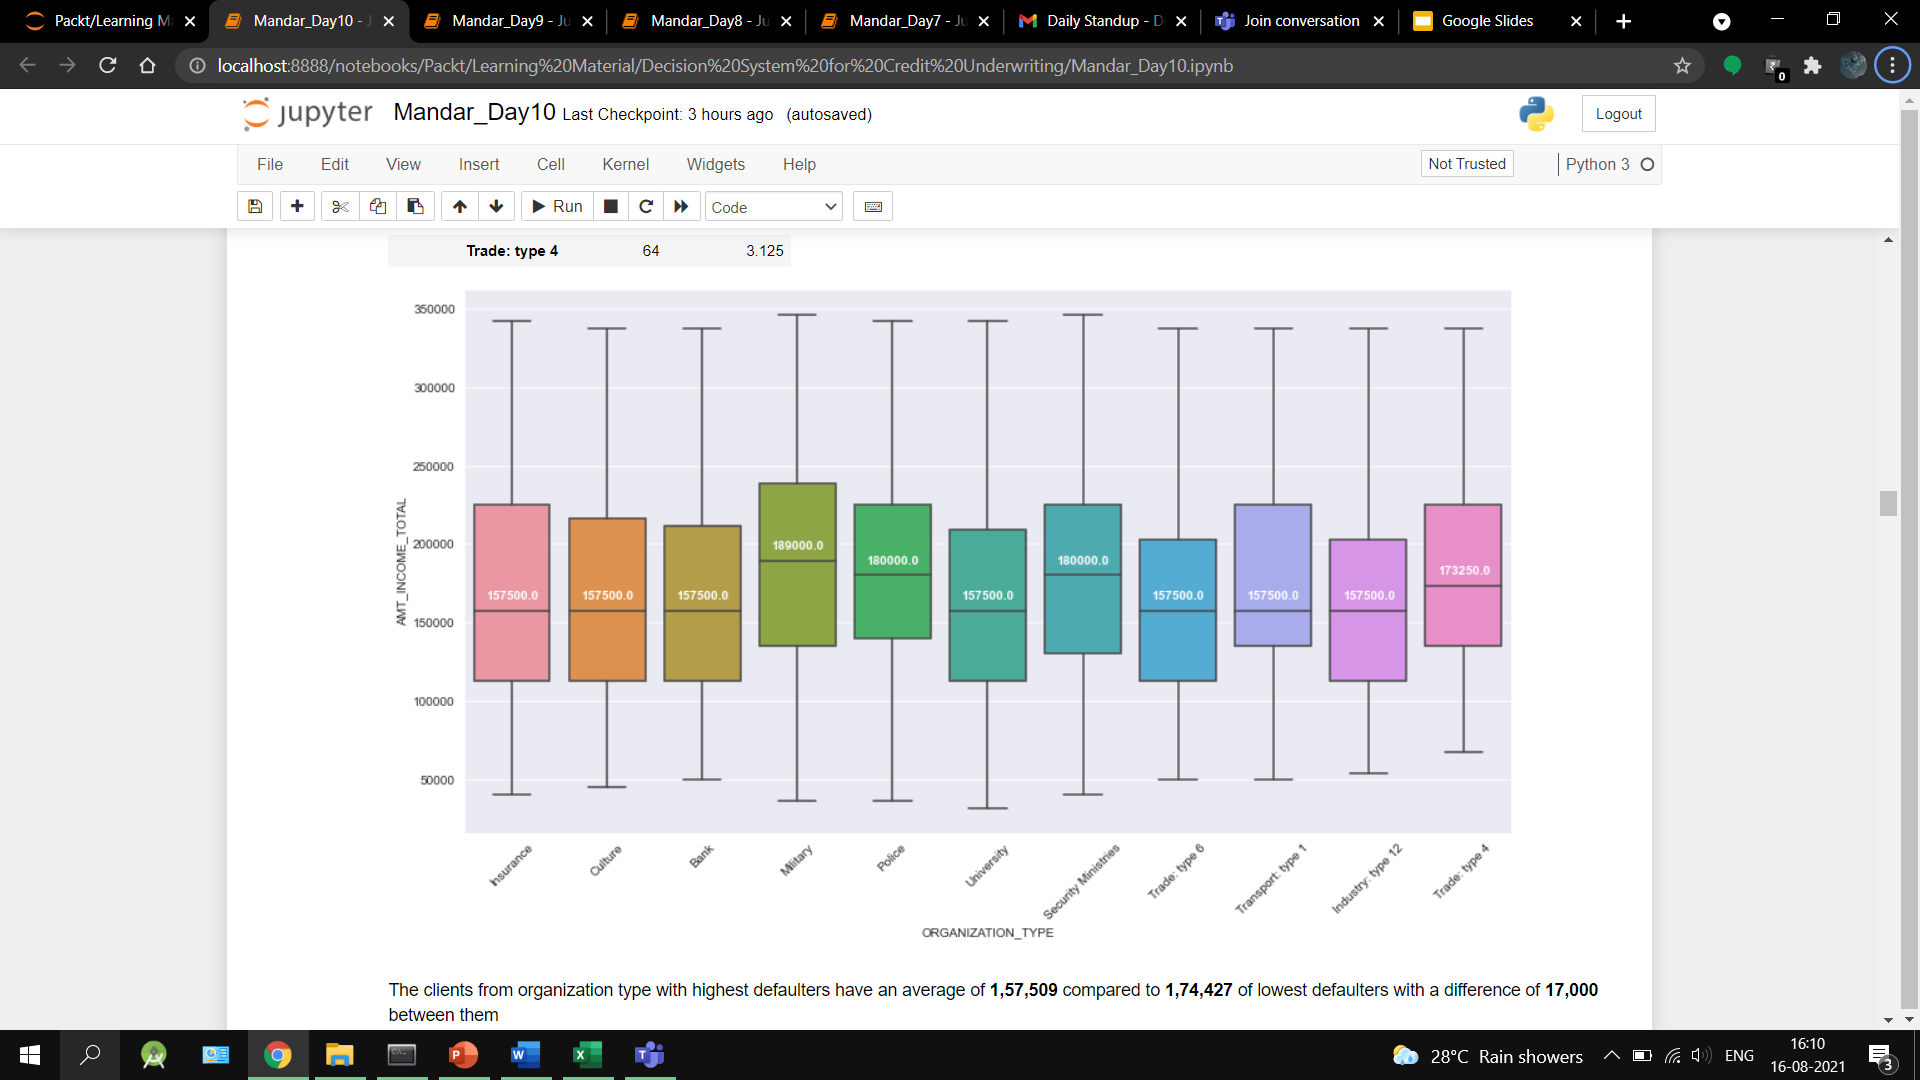 Packt/Learning M
Mandar_Day10 - J
Mandar_Day9 - Ju
Mandar_Day8 - Ju
Mandar_Day7 - Ju
Daily Standup - D
Join conversation
Google Slides
localhost:8888/notebooks/Packt/Learning%20Material/Decision%20System%20for%20Credit%20Underwriting/Mandar_Day10.ipynb
0
jupyter Mandar_Day10 Last Checkpoint: 3 hours ago (autosaved)
Logout
File Edit View Insert Cell Kernel Widgets Help
Not Trusted
Python 3
Run
Code
Trade: type 4 64 3.125
350000
300000
250000
200000
150000
100000
50000
AMT_INCOME_TOTAL
157500.0
157500.0
157500.0
189000.0
180000.0
157500.0
180000.0
157500.0
157500.0
157500.0
173250.0
Insurance
Culture
Bank
Military
Police
University
Security Ministries
Trade: type 6
Transport: type 1
Industry: type 12
Trade: type 4
ORGANIZATION_TYPE
The clients from organization type with highest defaulters have an average of 1,57,509 compared to 1,74,427 of lowest defaulters with a difference of 17,000
between them
28°C Rain showers
ENG
16:10
16-08-2021
3